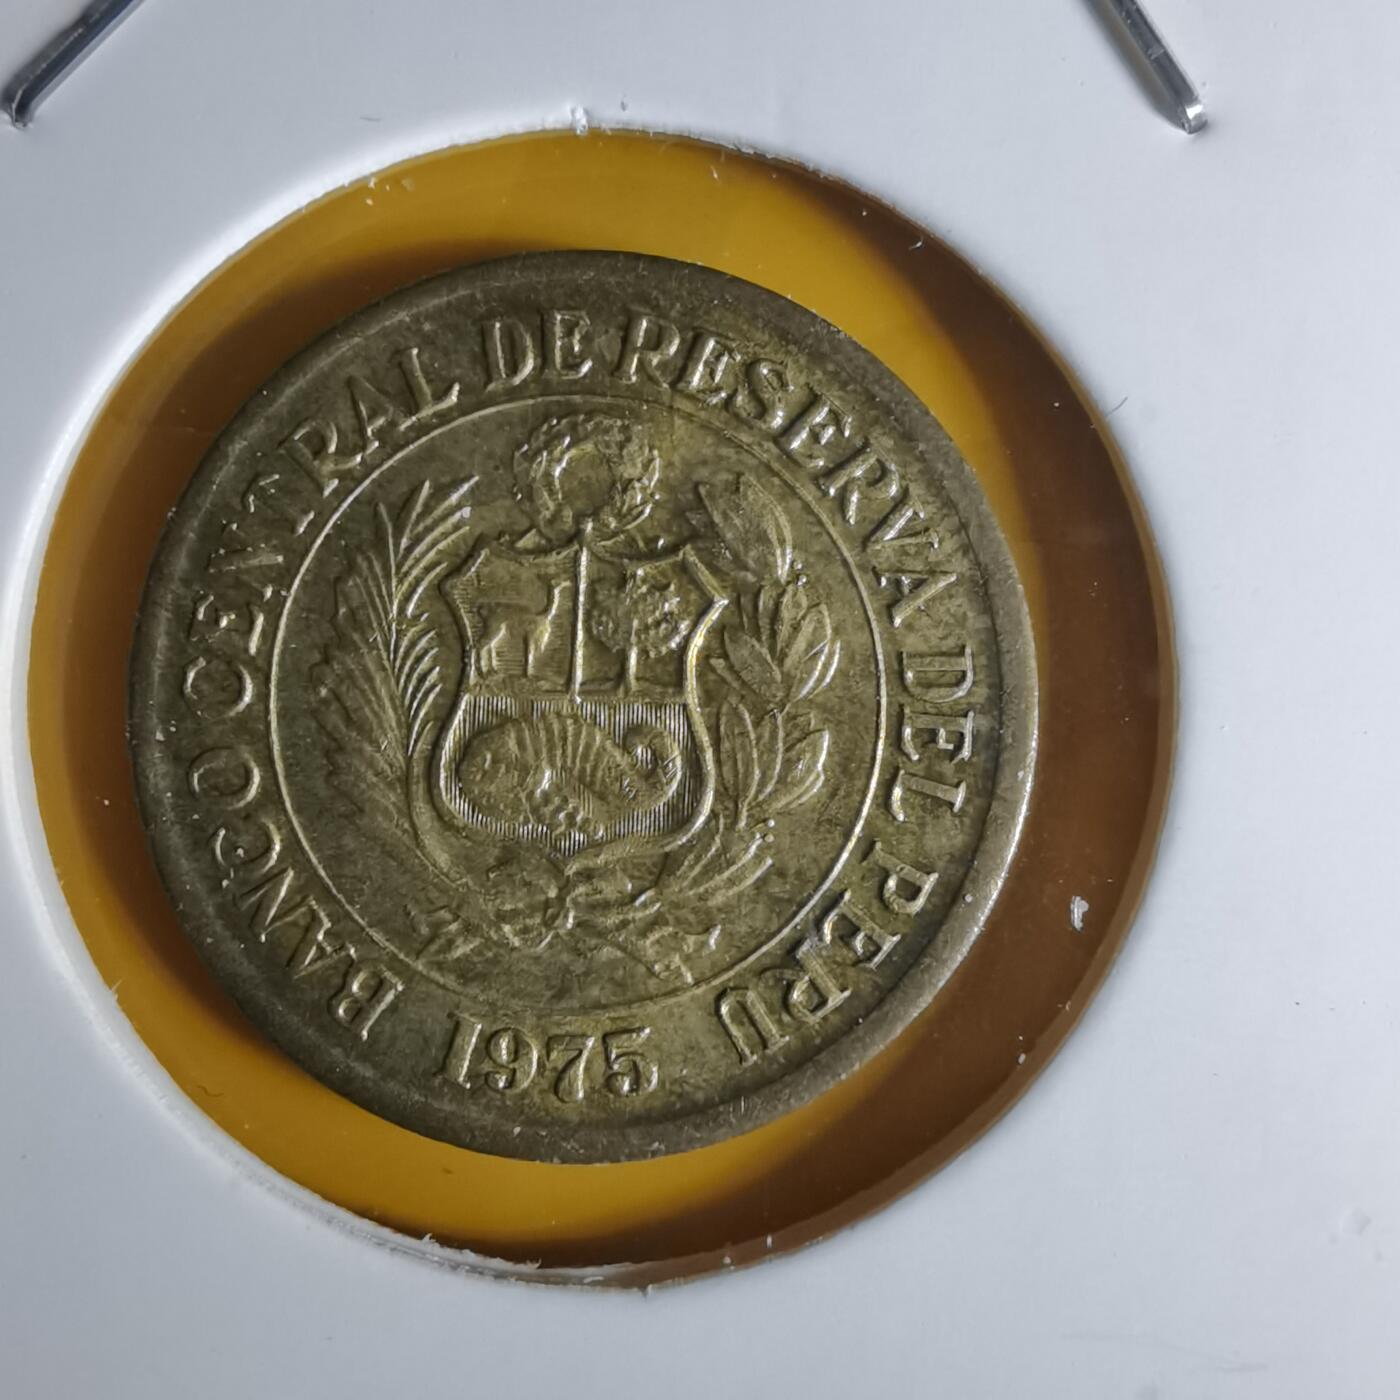 BANCO CENTRAL DE RESERVA DEL PERU
1975